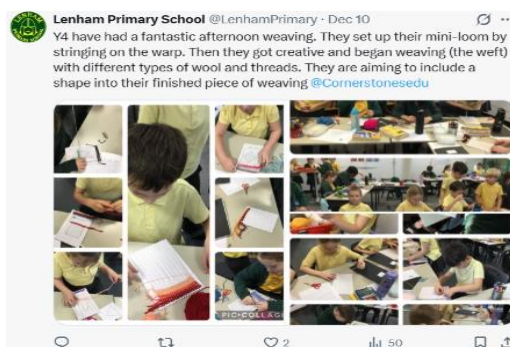 Lenham Primary School @LenhamPrimary · Dec 10
Y4 have had a fantastic afternoon weaving. They set up their mini-loom by
stringing on the warp. Then they got creative and began weaving (the weft)
with different types of wool and threads. They are aiming to include a
shape into their finished piece of weaving @Cornerstonesedu
PIC•COLLAGE
2
50